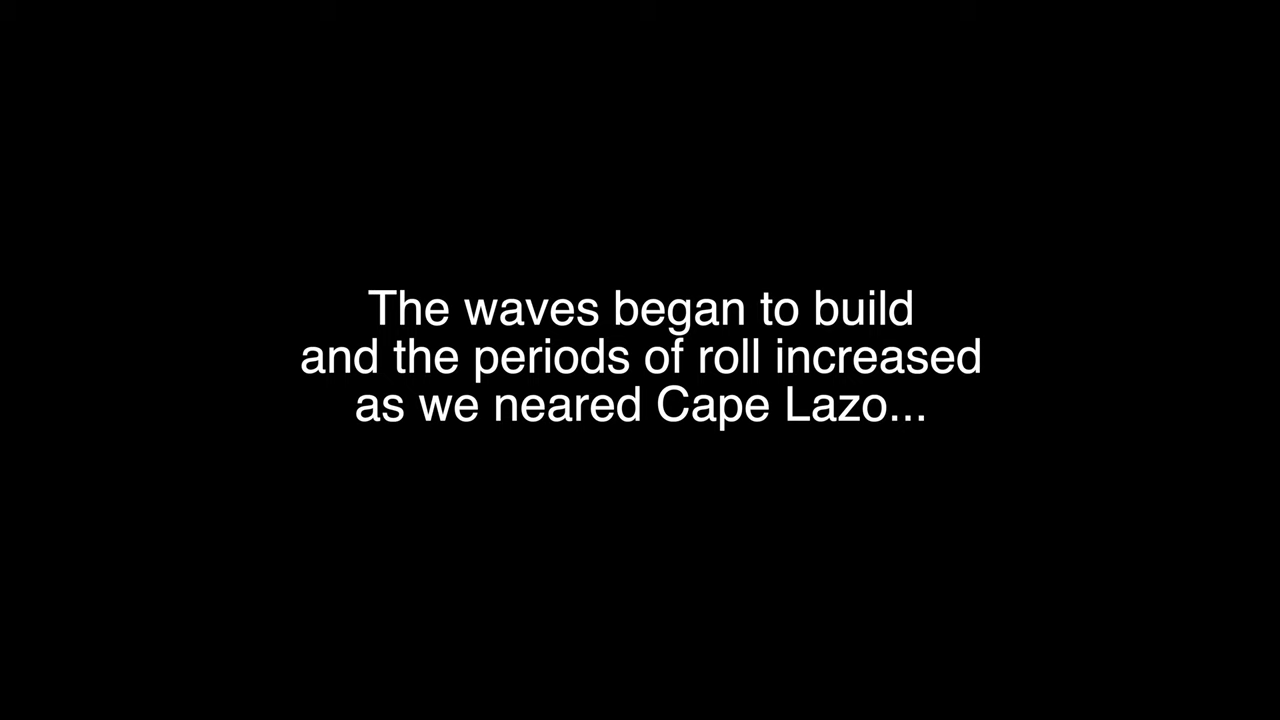 The waves began to build
and the periods of roll increased
as we neared Cape Lazo...